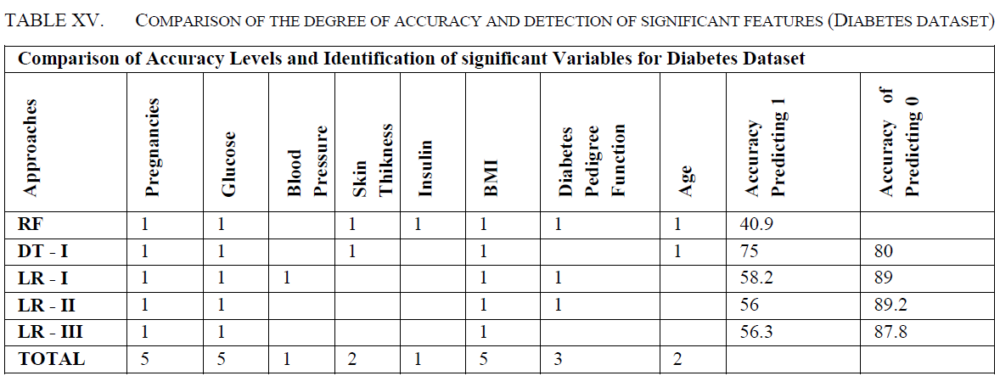 TABLE XV. COMPARISON OF THE DEGREE OF ACCURACY AND DETECTION OF SIGNIFICANT FEATURES (DIABETES DATASET)
Comparison of Accuracy Levels and Identification of significant Variables for Diabetes Dataset
Approaches Pregnancies Glucose Blood Pressure Skin Thikness Insulin BMI Diabetes Pedigree Function Age Accuracy Predicting 1 Accuracy of Predicting 0
RF 1 1 1 1 1 1 1 40.9
DT - I 1 1 1 1 1 75 80
LR - I 1 1 1 1 1 58.2 89
LR - II 1 1 1 1 56 89.2
LR - III 1 1 1 56.3 87.8
TOTAL 5 5 1 2 1 5 3 2